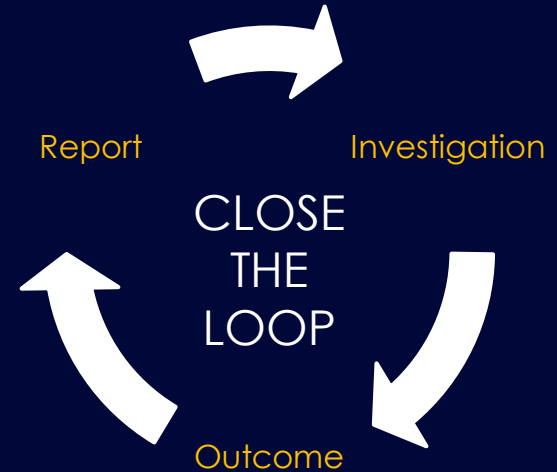 Report
Investigation
CLOSE
THE
LOOP
Outcome